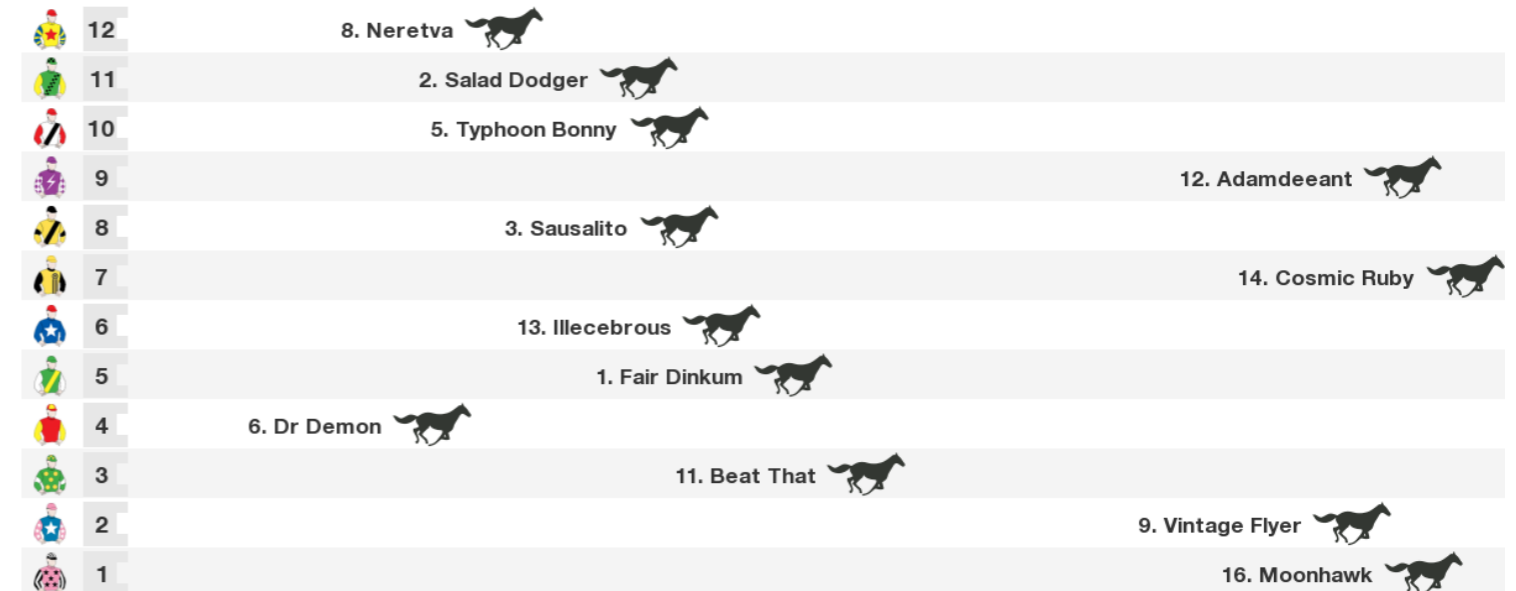 12 8. Neretva
11 2. Salad Dodger
10 5. Typhoon Bonny
9 12. Adamdeeant
8 3. Sausalito
7 14. Cosmic Ruby
6 13. Illecebrous
5 1. Fair Dinkum
4 6. Dr Demon
3 11. Beat That
2 9. Vintage Flyer
1 16. Moonhawk